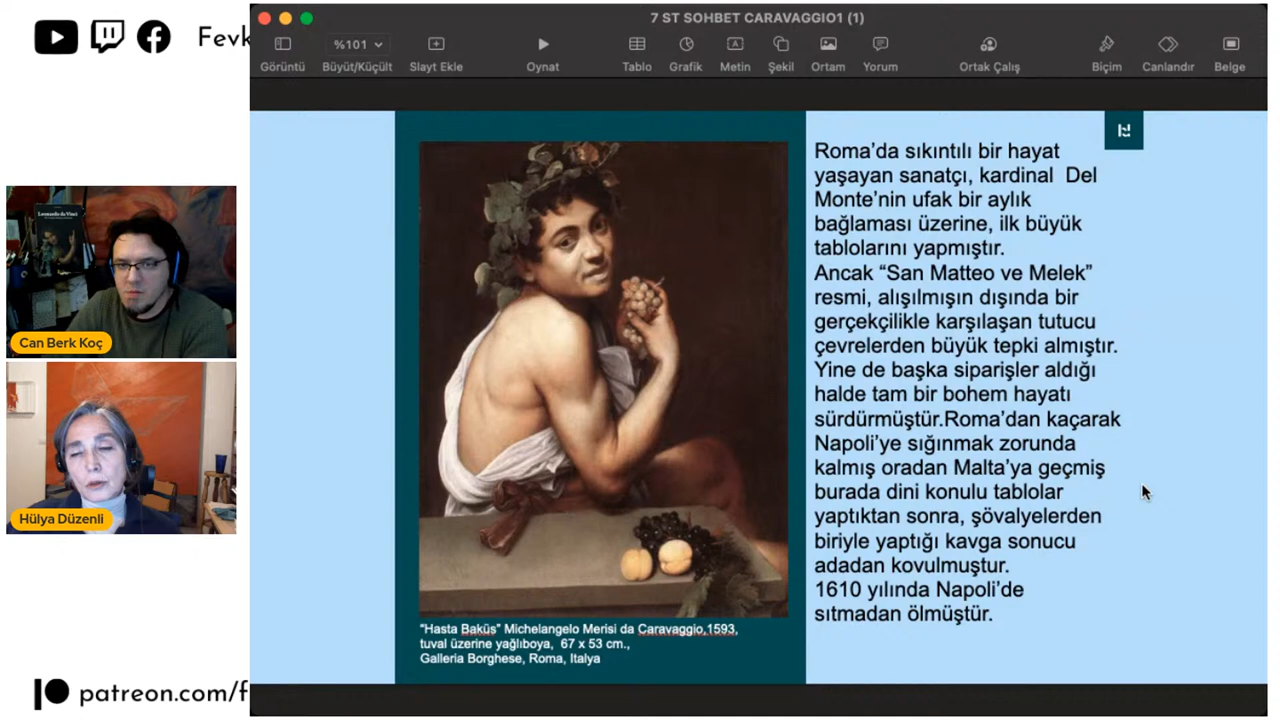 Fevk
7 ST SOHBET CARAVAGGIO1 (1)
%101
Görüntü
Büyüt/Küçült
Slayt Ekle
Oynat
Tablo
Grafik
Metin
Şekil
Ortam
Yorum
Ortak Çalış
Biçim
Canlandır
Belge
Leonardo da Vinci
Can Berk Koç
Hülya Düzenli
Roma’da sıkıntılı bir hayat
yaşayan sanatçı, kardinal Del
Monte’nin ufak bir aylık
bağlaması üzerine, ilk büyük
tablolarını yapmıştır.
Ancak “San Matteo ve Melek”
resmi, alışılmışın dışında bir
gerçekçilikle karşılaşan tutucu
çevrelerden büyük tepki almıştır.
Yine de başka siparişler aldığı
halde tam bir bohem hayatı
sürdürmüştür.Roma’dan kaçarak
Napoli’ye sığınmak zorunda
kalmış oradan Malta’ya geçmiş
burada dini konulu tablolar
yaptıktan sonra, şövalyelerden
biriyle yaptığı kavga sonucu
adadan kovulmuştur.
1610 yılında Napoli’de
sıtmadan ölmüştür.
“Hasta Baküs” Michelangelo Merisi da Caravaggio,1593,
tuval üzerine yağlıboya, 67 x 53 cm.,
Galleria Borghese, Roma, Italya
patreon.com/f